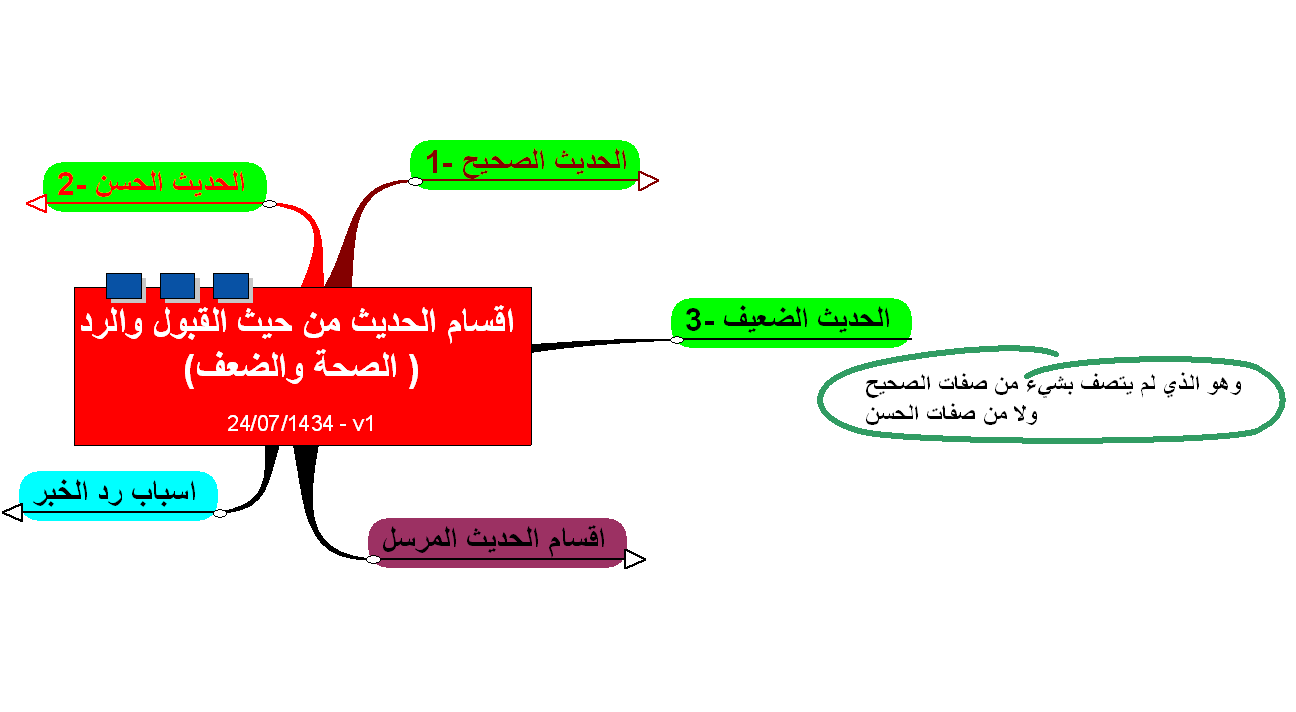 1- الحديث الصحيح
2- الحديث الحسن
اقسام الحديث من حيث القبول والرد
( الصحة والضعف)
24/07/1434 - v1
3- الحديث الضعيف
وهو الذي لم يتصف بشيء من صفات الصحيح
ولا من صفات الحسن
اسباب رد الخبر
اقسام الحديث المرسل